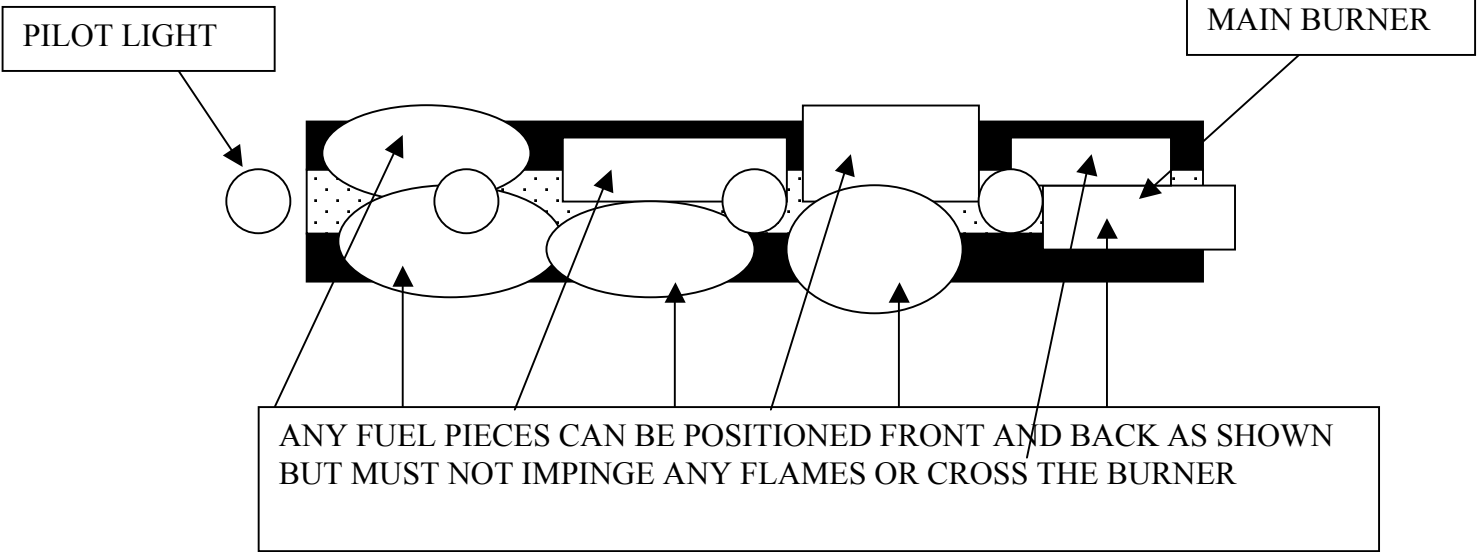 PILOT LIGHT
MAIN BURNER
ANY FUEL PIECES CAN BE POSITIONED FRONT AND BACK AS SHOWN
BUT MUST NOT IMPINGE ANY FLAMES OR CROSS THE BURNER